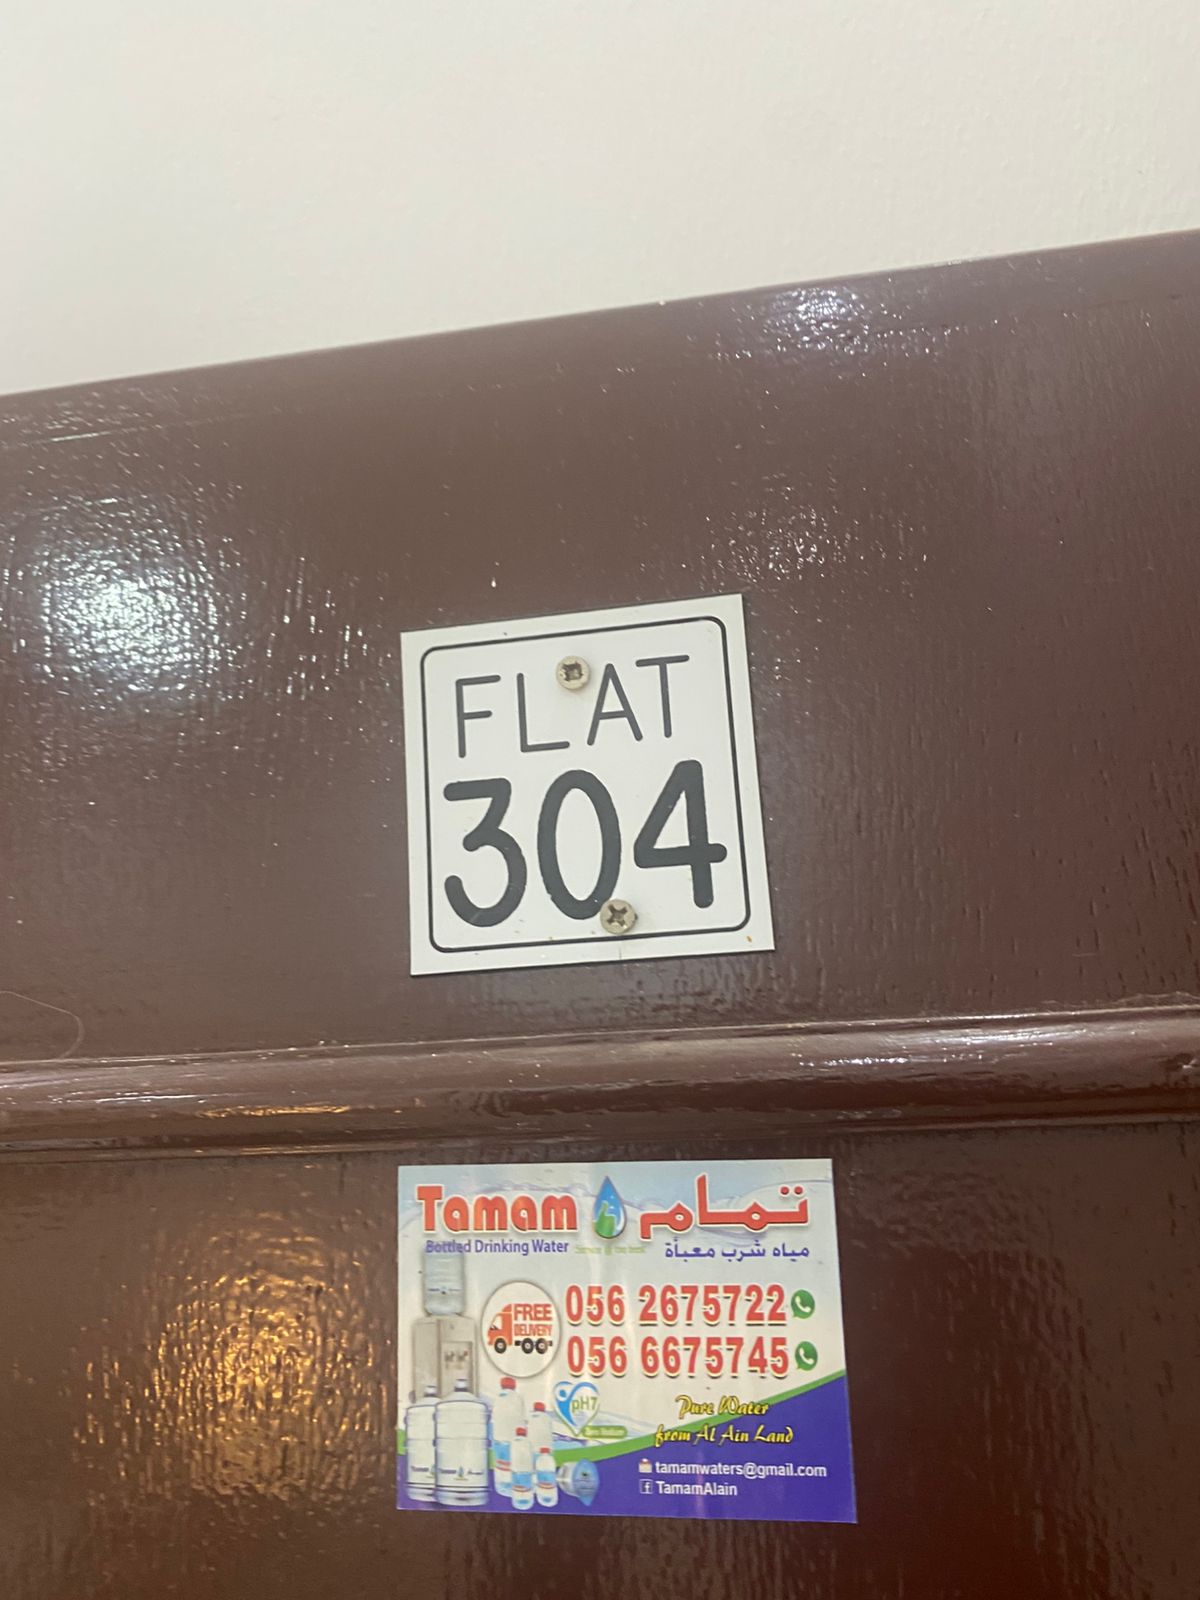 FLAT
304
Tamam تمام
Bottled Drinking Water مياه شرب معبأة
FREE
DELIVERY
056 2675722
056 6675745
pH7
Pure Water
from Al Ain Land
tamamwaters@gmail.com
TamamAlain